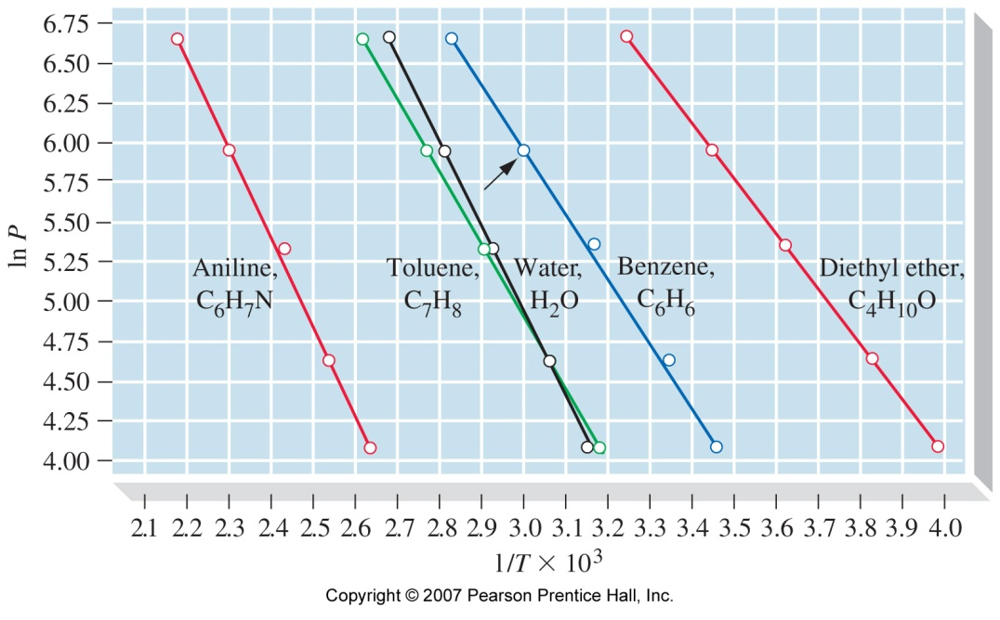 6.75
6.50
6.25
6.00
5.75
5.50
5.25
5.00
4.75
4.50
4.25
4.00
ln P
Aniline,
C₆H₇N
Toluene,
C₇H₈
Water,
H₂O
Benzene,
C₆H₆
Diethyl ether,
C₄H₁₀O
2.1 2.2 2.3 2.4 2.5 2.6 2.7 2.8 2.9 3.0 3.1 3.2 3.3 3.4 3.5 3.6 3.7 3.8 3.9 4.0
1/T × 10³
Copyright © 2007 Pearson Prentice Hall, Inc.